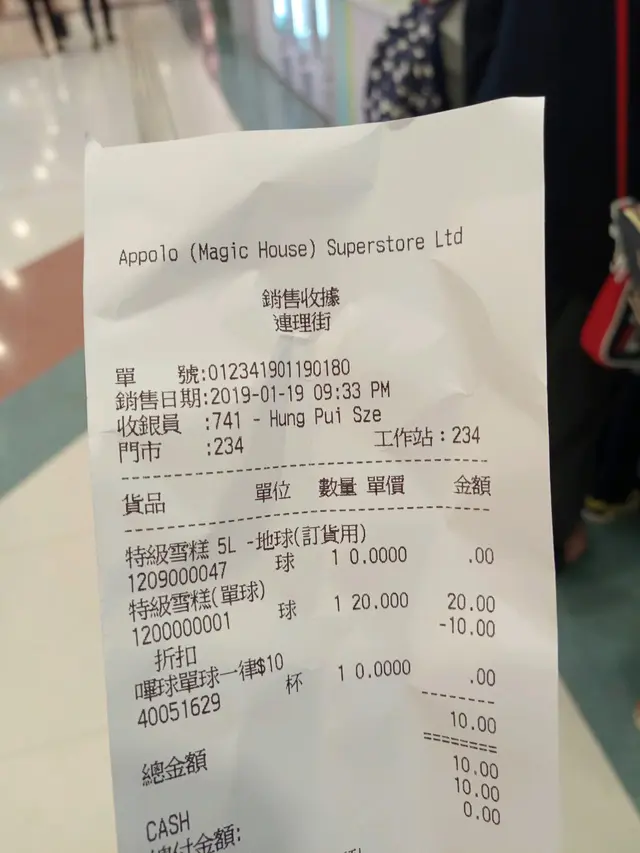 Appolo (Magic House) Superstore Ltd
銷售收據
連理街
單　　號:012341901190180
銷售日期:2019-01-19 09:33 PM
收銀員　:741 - Hung Pui Sze
門市　　:234　　工作站:234
貨品　單位　數量 單價　金額
特級雪糕 5L -地球(訂貨用)
1209000047　球　1 0.0000　.00
特級雪糕(單球)
1200000001　球　1 20.000　20.00
折扣　-10.00
嗶球單球一律$10
40051629　杯　1 0.0000　.00
10.00
總金額　10.00
10.00
CASH　0.00
總付金額: